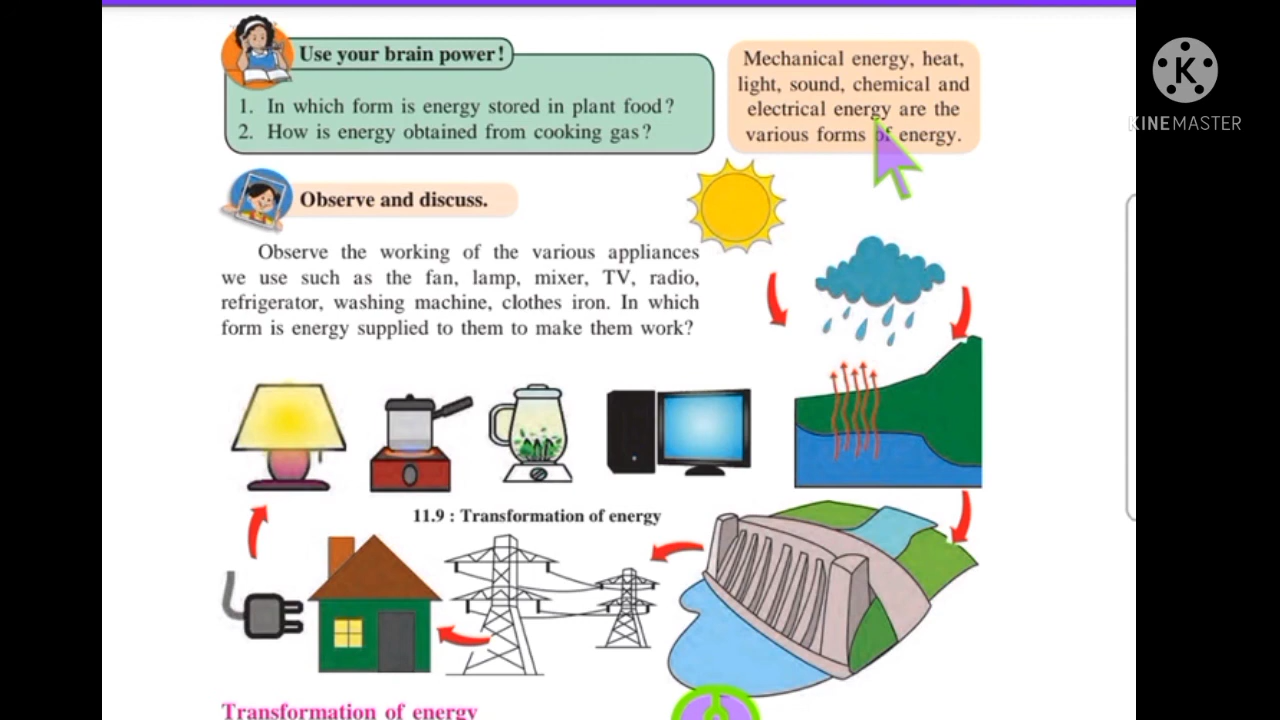 Use your brain power!
1. In which form is energy stored in plant food?
2. How is energy obtained from cooking gas?
Mechanical energy, heat,
light, sound, chemical and
electrical energy are the
various forms of energy.
K
KINEMASTER
Observe and discuss.
Observe the working of the various appliances
we use such as the fan, lamp, mixer, TV, radio,
refrigerator, washing machine, clothes iron. In which
form is energy supplied to them to make them work?
11.9 : Transformation of energy
Transformation of energy